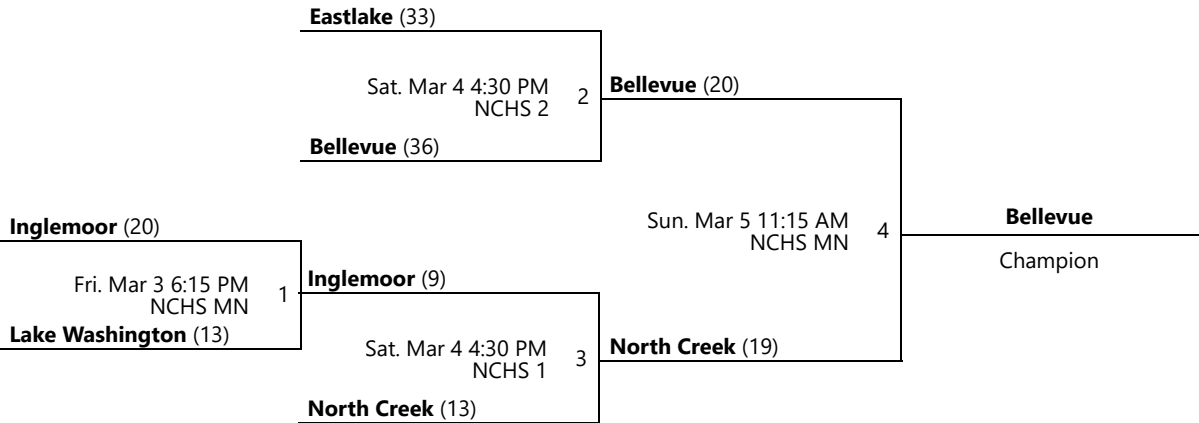 Eastlake (33)
Sat. Mar 4 4:30 PM
NCHS 2
2
Bellevue (20)
Bellevue (36)
Inglemoor (20)
Fri. Mar 3 6:15 PM
NCHS MN
1
Lake Washington (13)
Inglemoor (9)
Sat. Mar 4 4:30 PM
NCHS 1
3
North Creek (19)
North Creek (13)
Sun. Mar 5 11:15 AM
NCHS MN
4
Bellevue
Champion